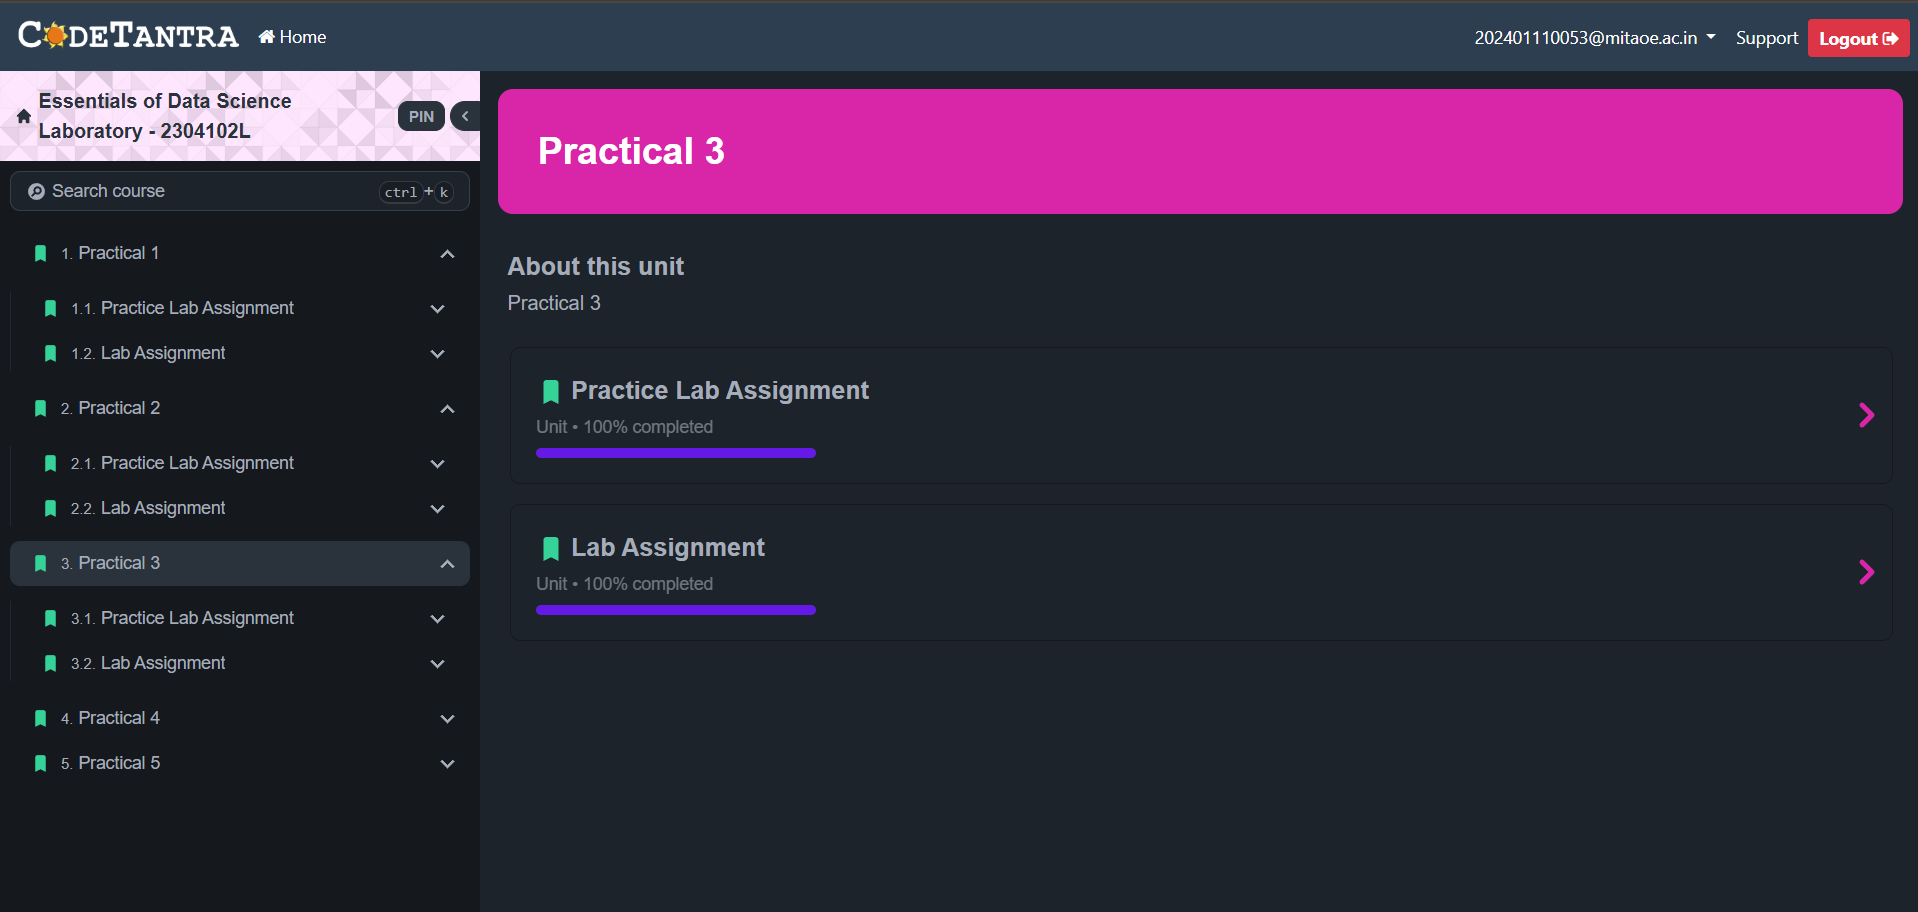 CODETANTRA
Home
202401110053@mitaoe.ac.in
Support
Logout
Essentials of Data Science
Laboratory - 2304102L
PIN
Search course
ctrl+k
1. Practical 1
1.1. Practice Lab Assignment
1.2. Lab Assignment
2. Practical 2
2.1. Practice Lab Assignment
2.2. Lab Assignment
3. Practical 3
3.1. Practice Lab Assignment
3.2. Lab Assignment
4. Practical 4
5. Practical 5
Practical 3
About this unit
Practical 3
Practice Lab Assignment
Unit • 100% completed
Lab Assignment
Unit • 100% completed